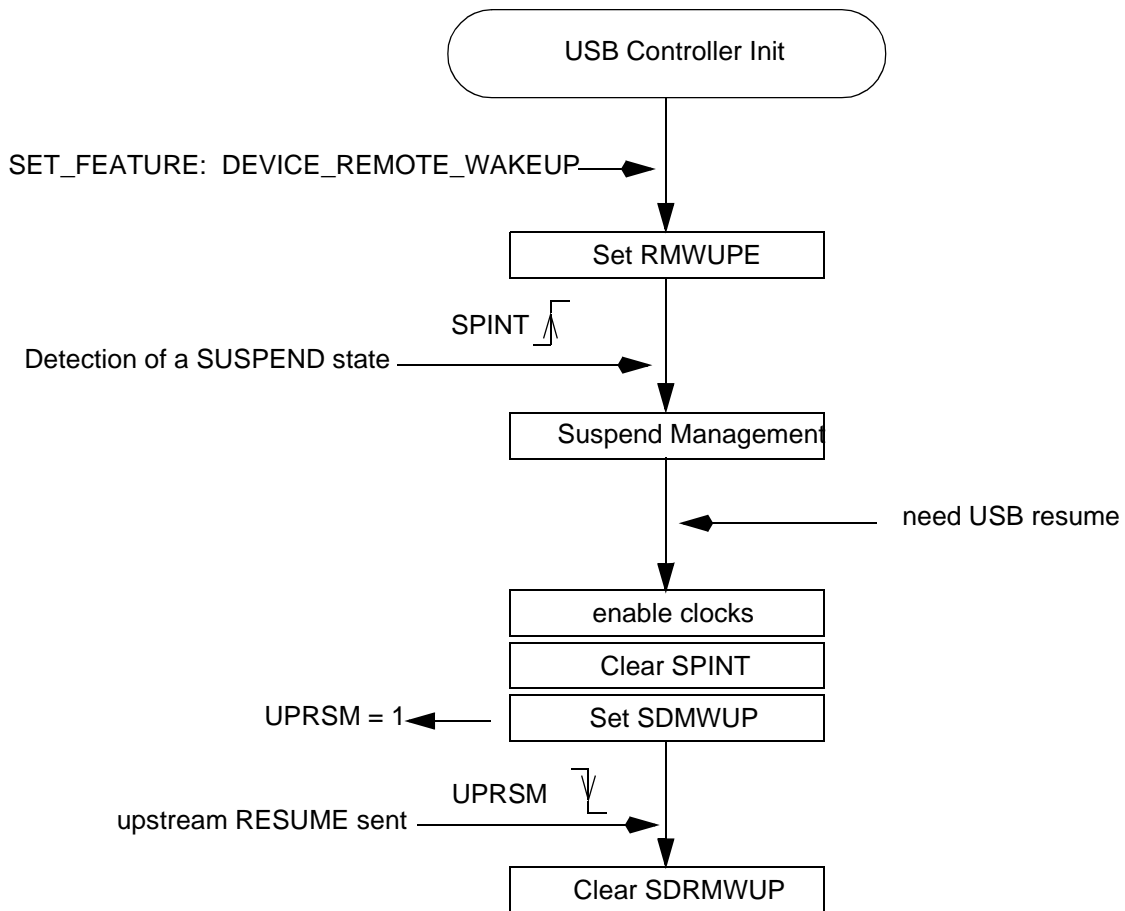 USB Controller Init
SET_FEATURE: DEVICE_REMOTE_WAKEUP
Set RMWUPE
SPINT
Detection of a SUSPEND state
Suspend Management
need USB resume
enable clocks
Clear SPINT
UPRSM = 1
Set SDMWUP
UPRSM
upstream RESUME sent
Clear SDRMWUP